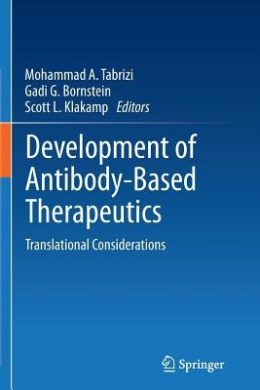 Mohammad A. Tabrizi
Gadi G. Bornstein
Scott L. Klakamp Editors
Development of
Antibody-Based
Therapeutics
Translational Considerations
Springer